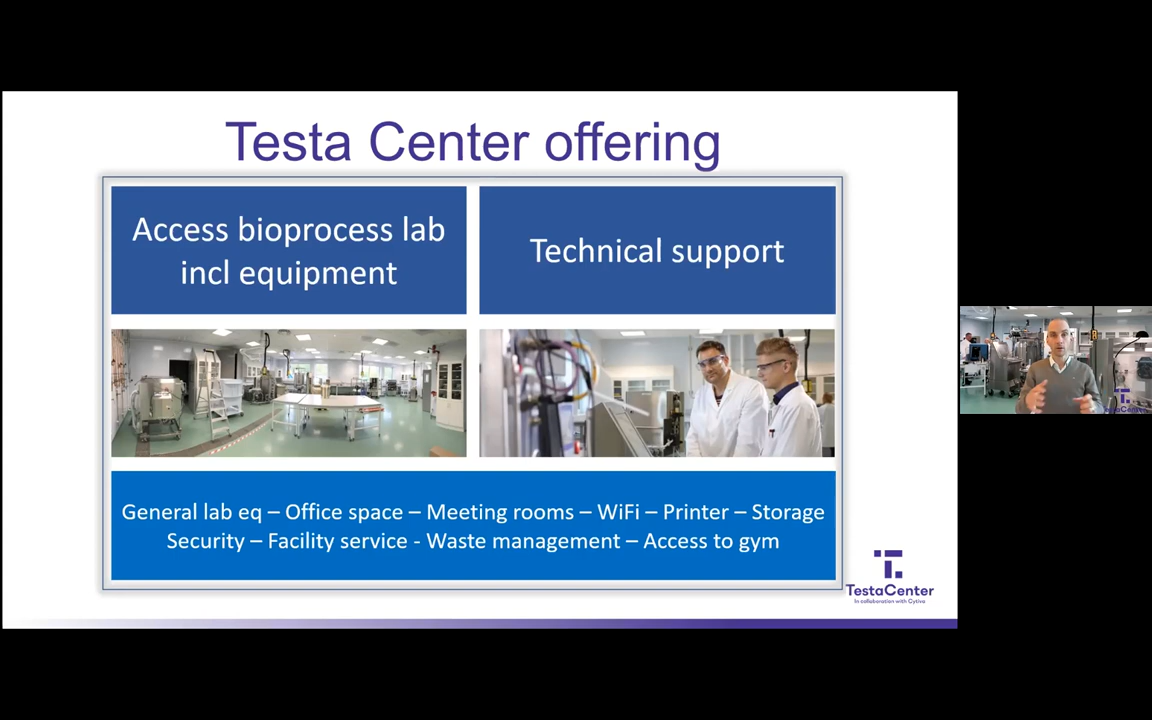 Testa Center offering
Access bioprocess lab
incl equipment
Technical support
General lab eq – Office space – Meeting rooms – WiFi – Printer – Storage
Security – Facility service - Waste management – Access to gym
TestaCenter
In collaboration with Cytiva
TestaCenter